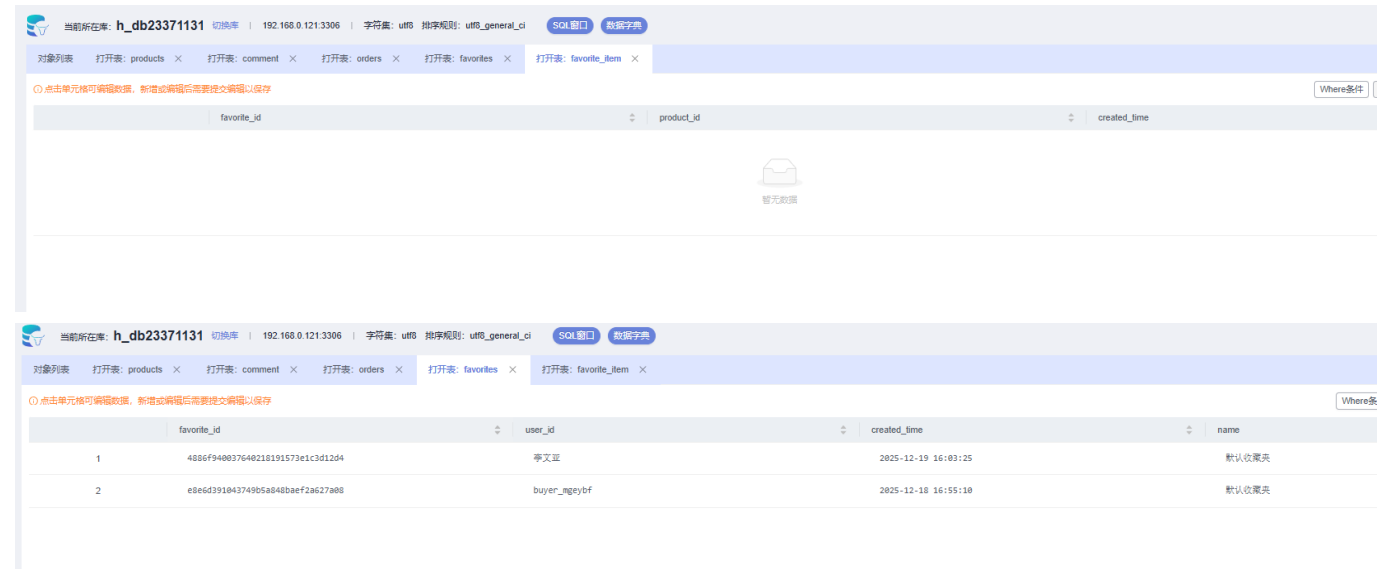 当前所在库: h_db23371131 切换库 | 192.168.0.121:3306 | 字符集: utf8 排序规则: utf8_general_ci SQL窗口 数据字典
对象列表 打开表: products × 打开表: comment × 打开表: orders × 打开表: favorites × 打开表: favorite_item ×
点击单元格可编辑数据，新增或编辑后需要提交编辑以保存 Where条件
favorite_id product_id created_time
暂无数据
当前所在库: h_db23371131 切换库 | 192.168.0.121:3306 | 字符集: utf8 排序规则: utf8_general_ci SQL窗口 数据字典
对象列表 打开表: products × 打开表: comment × 打开表: orders × 打开表: favorites × 打开表: favorite_item ×
点击单元格可编辑数据，新增或编辑后需要提交编辑以保存 Where条
favorite_id user_id created_time name
1 4886f940037640218191573e1c3d12d4 文亚 2025-12-19 16:03:25 默认收藏夹
2 e8e6d391043749b5a848baef2a627a08 buyer_mgeybf 2025-12-18 16:55:10 默认收藏夹